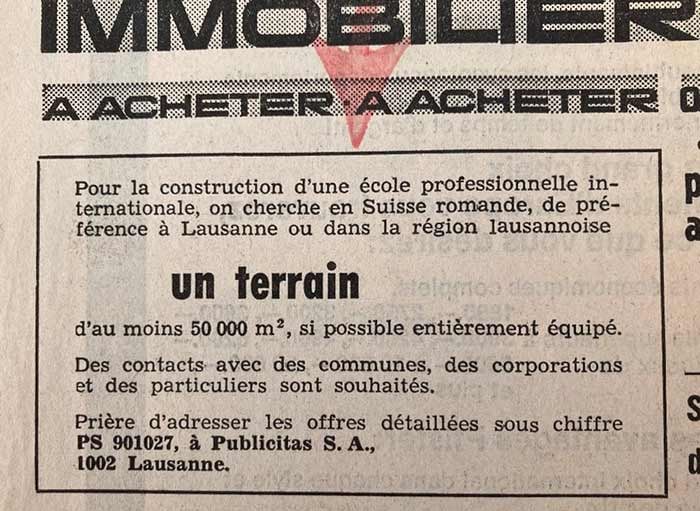 IMMOBILIER
A ACHETER · A ACHETER
Pour la construction d'une école professionnelle in-
ternationale, on cherche en Suisse romande, de pré-
férence à Lausanne ou dans la région lausannoise
un terrain
d'au moins 50 000 m², si possible entièrement équipé.
Des contacts avec des communes, des corporations
et des particuliers sont souhaités.
Prière d'adresser les offres détaillées sous chiffre
PS 901027, à Publicitas S. A.,
1002 Lausanne.